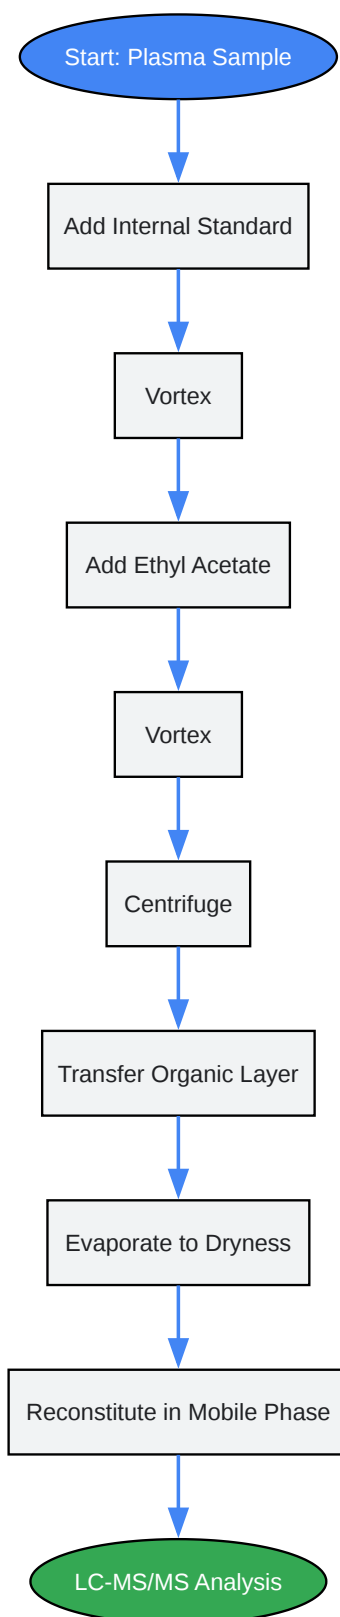 Start: Plasma Sample
Add Internal Standard
Vortex
Add Ethyl Acetate
Vortex
Centrifuge
Transfer Organic Layer
Evaporate to Dryness
Reconstitute in Mobile Phase
LC-MS/MS Analysis